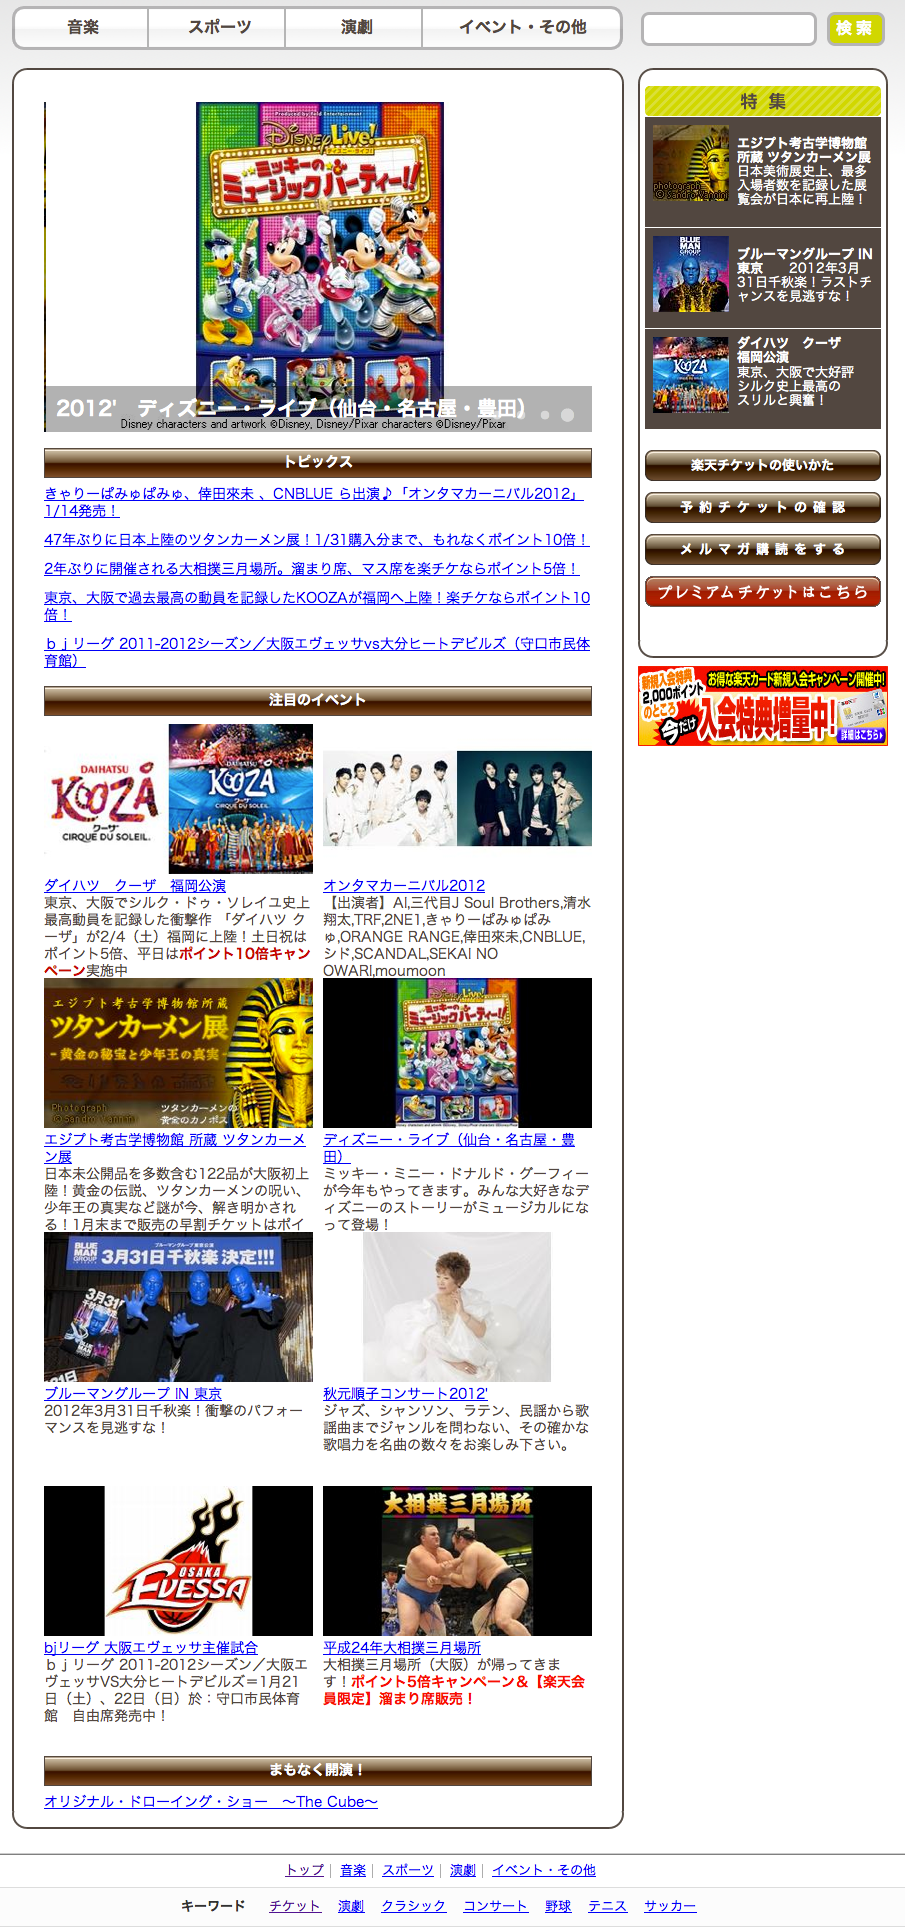 音楽
スポーツ
演劇
イベント・その他
検索
Produced by Feld Entertainment
Disney Live!
ディズニー・ライブ!
ミッキーの
ミュージックパーティー!!
2012'　ディズニー・ライブ（仙台・名古屋・豊田）
Disney characters and artwork ©Disney, Disney/Pixar characters ©Disney/Pixar
トピックス
きゃりーぱみゅぱみゅ、倖田來未 、CNBLUE ら出演♪「オンタマカーニバル2012」
1/14発売！
47年ぶりに日本上陸のツタンカーメン展！1/31購入分まで、もれなくポイント10倍！
2年ぶりに開催される大相撲三月場所。溜まり席、マス席を楽チケならポイント5倍！
東京、大阪で過去最高の動員を記録したKOOZAが福岡へ上陸！楽チケならポイント10
倍！
ｂｊリーグ 2011-2012シーズン／大阪エヴェッサvs大分ヒートデビルズ（守口市民体
育館）
注目のイベント
DAIHATSU
KOOZA
クーザ
CIRQUE DU SOLEIL.
DAIHATSU
KOOZA
クーザ
CIRQUE DU SOLEIL
ダイハツ　クーザ　福岡公演
東京、大阪でシルク・ドゥ・ソレイユ史上
最高動員を記録した衝撃作 「ダイハツ ク
ーザ」が2/4（土）福岡に上陸！土日祝は
ポイント5倍、平日はポイント10倍キャン
ペーン実施中
オンタマカーニバル2012
【出演者】AI,三代目J Soul Brothers,清水
翔太,TRF,2NE1,きゃりーぱみゅぱみ
ゅ,ORANGE RANGE,倖田來未,CNBLUE,
シド,SCANDAL,SEKAI NO
OWARI,moumoon
エジプト考古学博物館所蔵
ツタンカーメン展
-黄金の秘宝と少年王の真実-
Photograph
©Sandro Vannini
ツタンカーメンの
黄金のカノポス
エジプト考古学博物館 所蔵 ツタンカーメ
ン展
日本未公開品を多数含む122品が大阪初上
陸！黄金の伝説、ツタンカーメンの呪い、
少年王の真実など謎が今、解き明かされ
る！1月末まで販売の早割チケットはポイ
Disney Live!
ミッキーの
ミュージックパーティー!!
ディズニー・ライブ（仙台・名古屋・豊
田）
ミッキー・ミニー・ドナルド・グーフィー
が今年もやってきます。みんな大好きなデ
ィズニーのストーリーがミュージカルにな
って登場！
BLUE
MAN
GROUP
ブルーマングループ東京公演
3月31日千秋楽 決定!!!
ブルーマングループ IN 東京
2012年3月31日千秋楽！衝撃のパフォー
マンスを見逃すな！
秋元順子コンサート2012'
ジャズ、シャンソン、ラテン、民謡から歌
謡曲までジャンルを問わない、その確かな
歌唱力を名曲の数々をお楽しみ下さい。
OSAKA
EVESSA
bjリーグ 大阪エヴェッサ主催試合
ｂｊリーグ 2011-2012シーズン／大阪エ
ヴェッサVS大分ヒートデビルズ＝1月21
日（土）、22日（日）於：守口市民体育
館　自由席発売中！
大相撲三月場所
平成24年大相撲三月場所
大相撲三月場所（大阪）が帰ってきま
す！ポイント5倍キャンペーン＆【楽天会
員限定】溜まり席販売！
まもなく開演！
オリジナル・ドローイング・ショー　～The Cube～
特 集
photograph
© Sandro Vannini
エジプト考古学博物館
所蔵 ツタンカーメン展
日本美術展史上、最多
入場者数を記録した展
覧会が日本に再上陸！
BLUE
MAN
GROUP
ブルーマングループ IN
東京　　2012年3月
31日千秋楽！ラストチ
ャンスを見逃すな！
KOOZA
ダイハツ　クーザ
福岡公演
東京、大阪で大好評
シルク史上最高の
スリルと興奮！
楽天チケットの使いかた
予約チケットの確認
メルマガ購読をする
プレミアムチケットはこちら
新規入会特典
2,000ポイント
のところ
今だけ
お得な楽天カード新規入会キャンペーン開催中!
入会特典増量中!
詳細はこちら
トップ
音楽
スポーツ
演劇
イベント・その他
キーワード
チケット
演劇
クラシック
コンサート
野球
テニス
サッカー